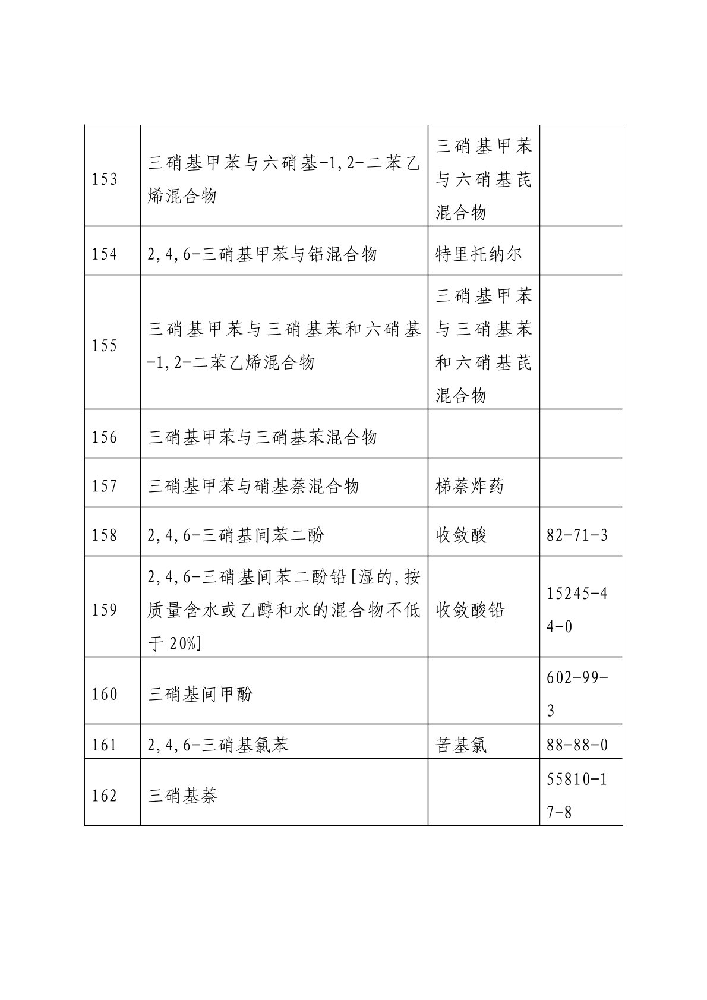 153
三硝基甲苯与六硝基-1,2-二苯乙
烯混合物
三硝基甲苯
与六硝基芪
混合物
154
2,4,6-三硝基甲苯与铝混合物
特里托纳尔
155
三硝基甲苯与三硝基苯和六硝基
-1,2-二苯乙烯混合物
三硝基甲苯
与三硝基苯
和六硝基芪
混合物
156
三硝基甲苯与三硝基苯混合物
157
三硝基甲苯与硝基萘混合物
梯萘炸药
158
2,4,6-三硝基间苯二酚
收敛酸
82-71-3
159
2,4,6-三硝基间苯二酚铅[湿的,按
质量含水或乙醇和水的混合物不低
于 20%]
收敛酸铅
15245-4
4-0
160
三硝基间甲酚
602-99-
3
161
2,4,6-三硝基氯苯
苦基氯
88-88-0
162
三硝基萘
55810-1
7-8